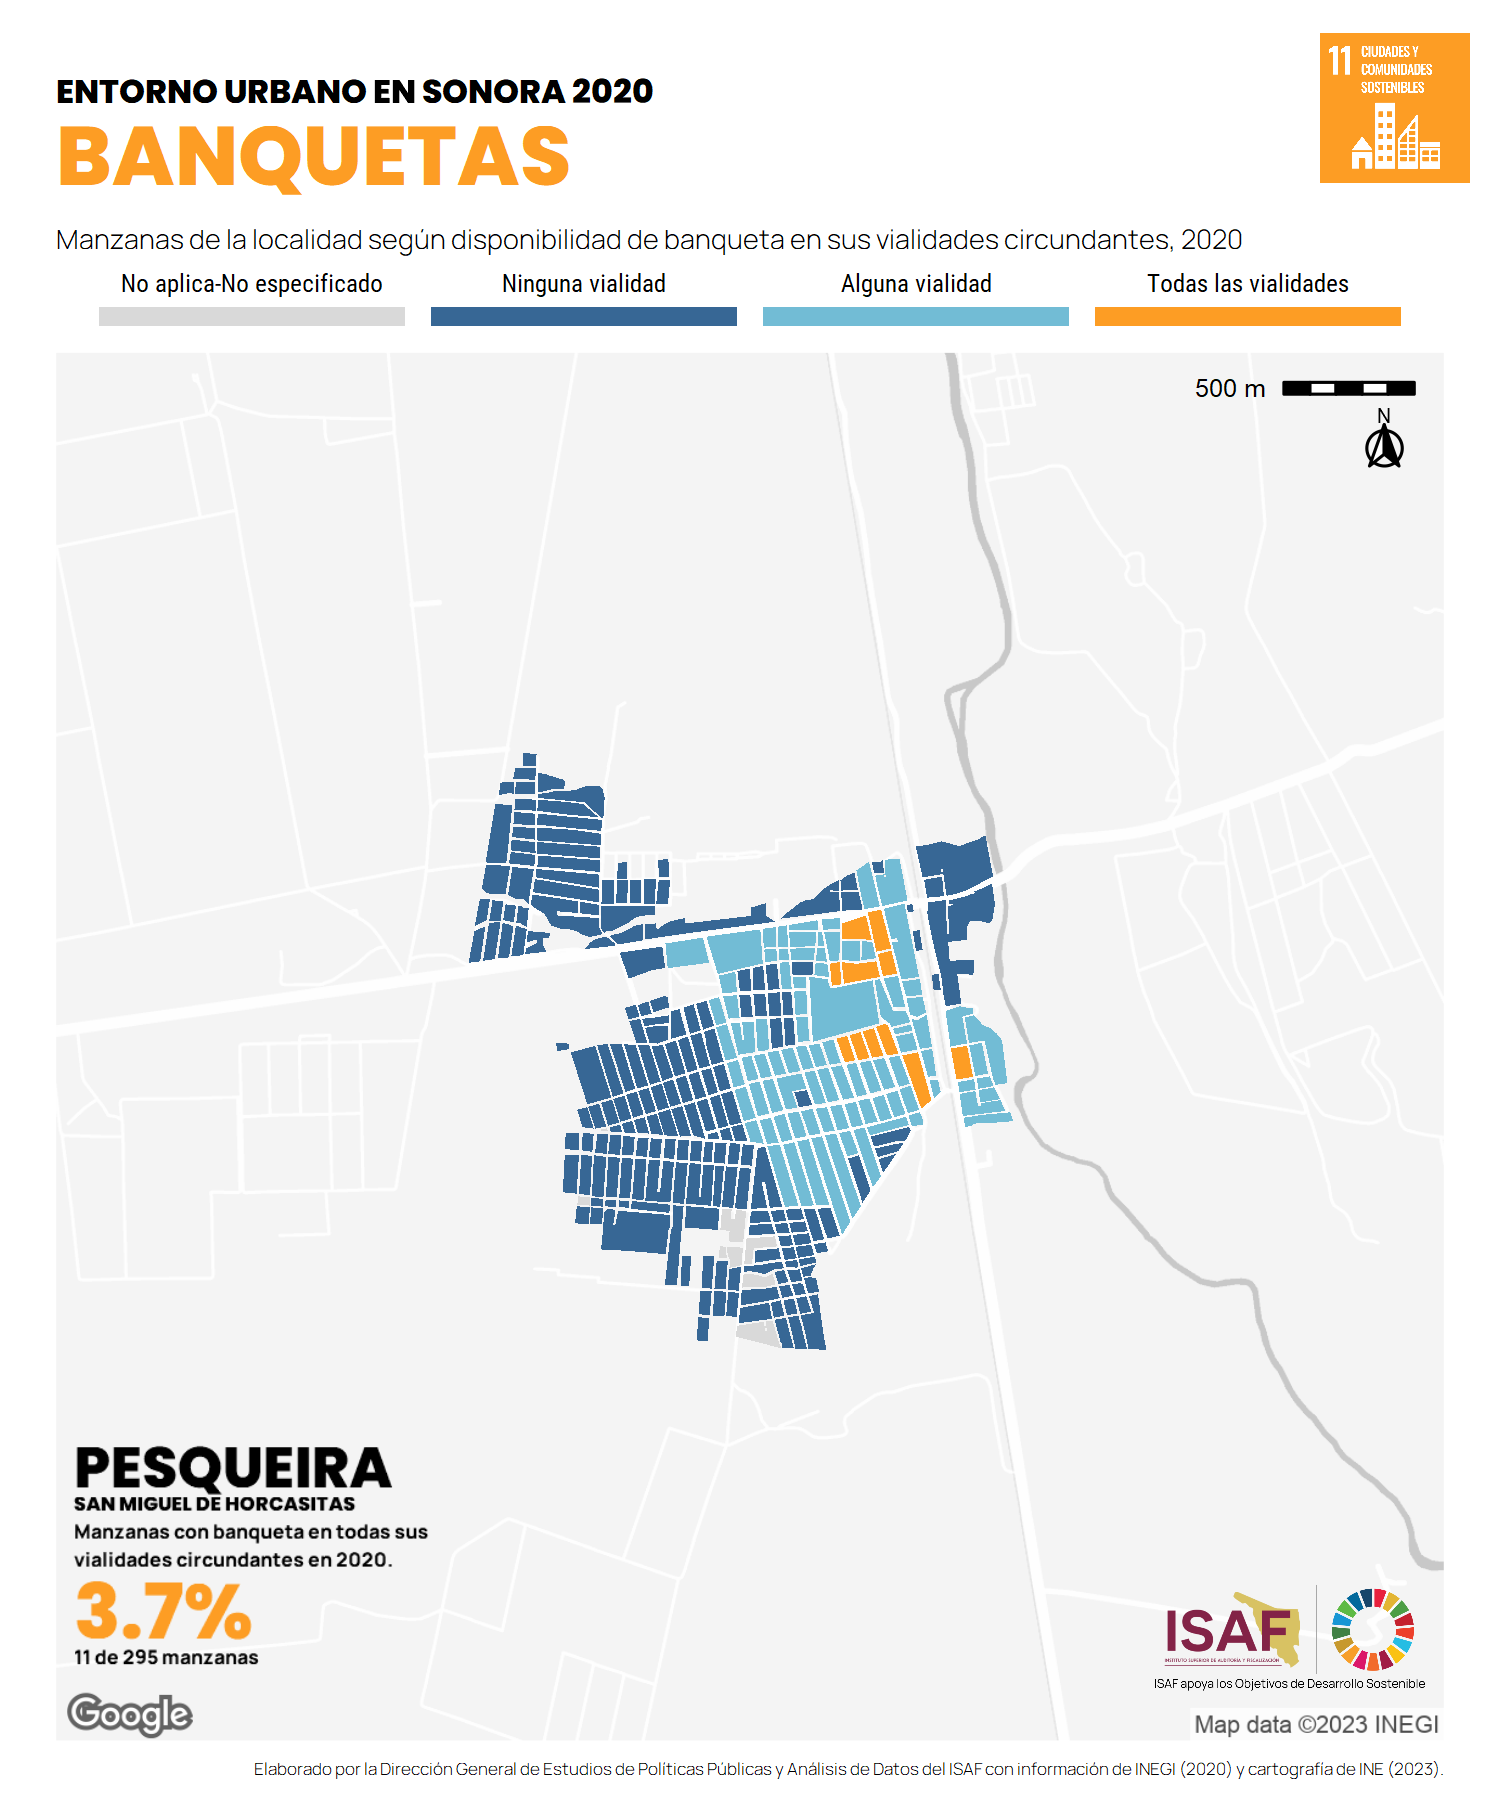 11 CIUDADES Y
COMUNIDADES
SOSTENIBLES
ENTORNO URBANO EN SONORA 2020
BANQUETAS
Manzanas de la localidad según disponibilidad de banqueta en sus vialidades circundantes, 2020
No aplica-No especificado
Ninguna vialidad
Alguna vialidad
Todas las vialidades
500 m
N
PESQUEIRA
SAN MIGUEL DE HORCASITAS
Manzanas con banqueta en todas sus
vialidades circundantes en 2020.
3.7%
11 de 295 manzanas
Google
ISAF
INSTITUTO SUPERIOR DE AUDITORÍA Y FISCALIZACIÓN
ISAF apoya los Objetivos de Desarrollo Sostenible
Map data ©2023 INEGI
Elaborado por la Dirección General de Estudios de Políticas Públicas y Análisis de Datos del ISAF con información de INEGI (2020) y cartografía de INE (2023).